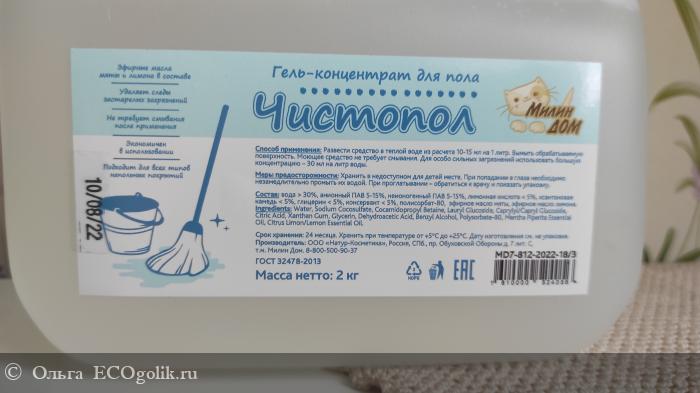 Эфирные масла
мяты и лимона в составе
Удаляет следы
застарелых загрязнений
Не требует смывания
после применения
Экономичен
в использовании
Подходит для всех типов
напольных покрытий
10/08/22
Гель-концентрат для пола
Чистопол
Милин
Дом
Способ применения: Развести средство в теплой воде из расчета 10-15 мл на 1 литр. Вымыть обрабатываемую
поверхность. Моющее средство не требует смывания. Для особо сильных загрязнений использовать большую
концентрацию – 30 мл на литр воды.
Меры предосторожности: Хранить в недоступном для детей месте. При попадании в глаза необходимо
незамедлительно промыть их водой. При проглатывании – обратиться к врачу и показать упаковку.
Состав: вода > 30%, анионный ПАВ 5-15%, неионогенный ПАВ 5-15%, лимонная кислота < 5%, ксантановая
камедь < 5%, глицерин < 5%, консервант < 3%, полисорбат-80, эфирное масло мяты, эфирное масло лимона.
Ingredients: Water, Sodium Cocosulfate, Cocamidopropyl Betaine, Lauryl Glucoside, Caprylyl/Capryl Glucoside,
Citric Acid, Xanthan Gum, Glycerin, Dehydroacetic Acid, Benzyl Alcohol, Polysorbate-80, Mentha Piperita Essential
Oil, Citrus Limon/Lemon Essential Oil.
Срок хранения: 24 месяца. Хранить при температуре от +5°C до +25°C. Дата изготовления см. на упаковке.
Производитель: ООО «Натур-Косметика», Россия, СПб, пр. Обуховской Обороны, д. 7 лит. С,
т.м. Милин Дом. 8-800-500-90-37
ГОСТ 32478-2013
Масса нетто: 2 кг
2
HDPE
EAC
MD7-812-2022-18/3
© Ольга ECOgolik.ru